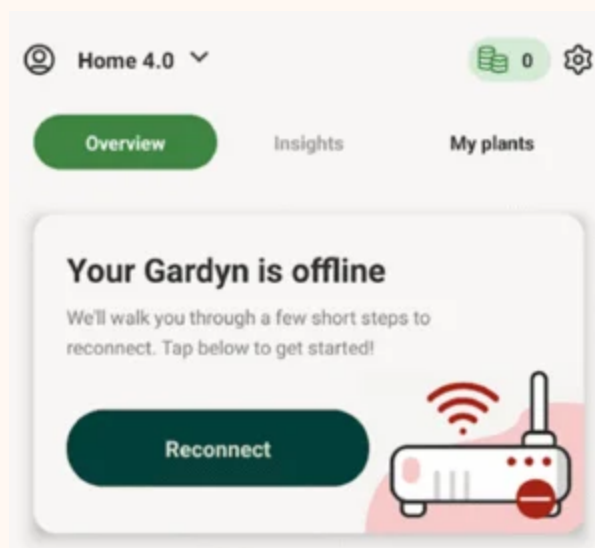 Home 4.0
0
Overview
Insights
My plants
Your Gardyn is offline
We'll walk you through a few short steps to
reconnect. Tap below to get started!
Reconnect